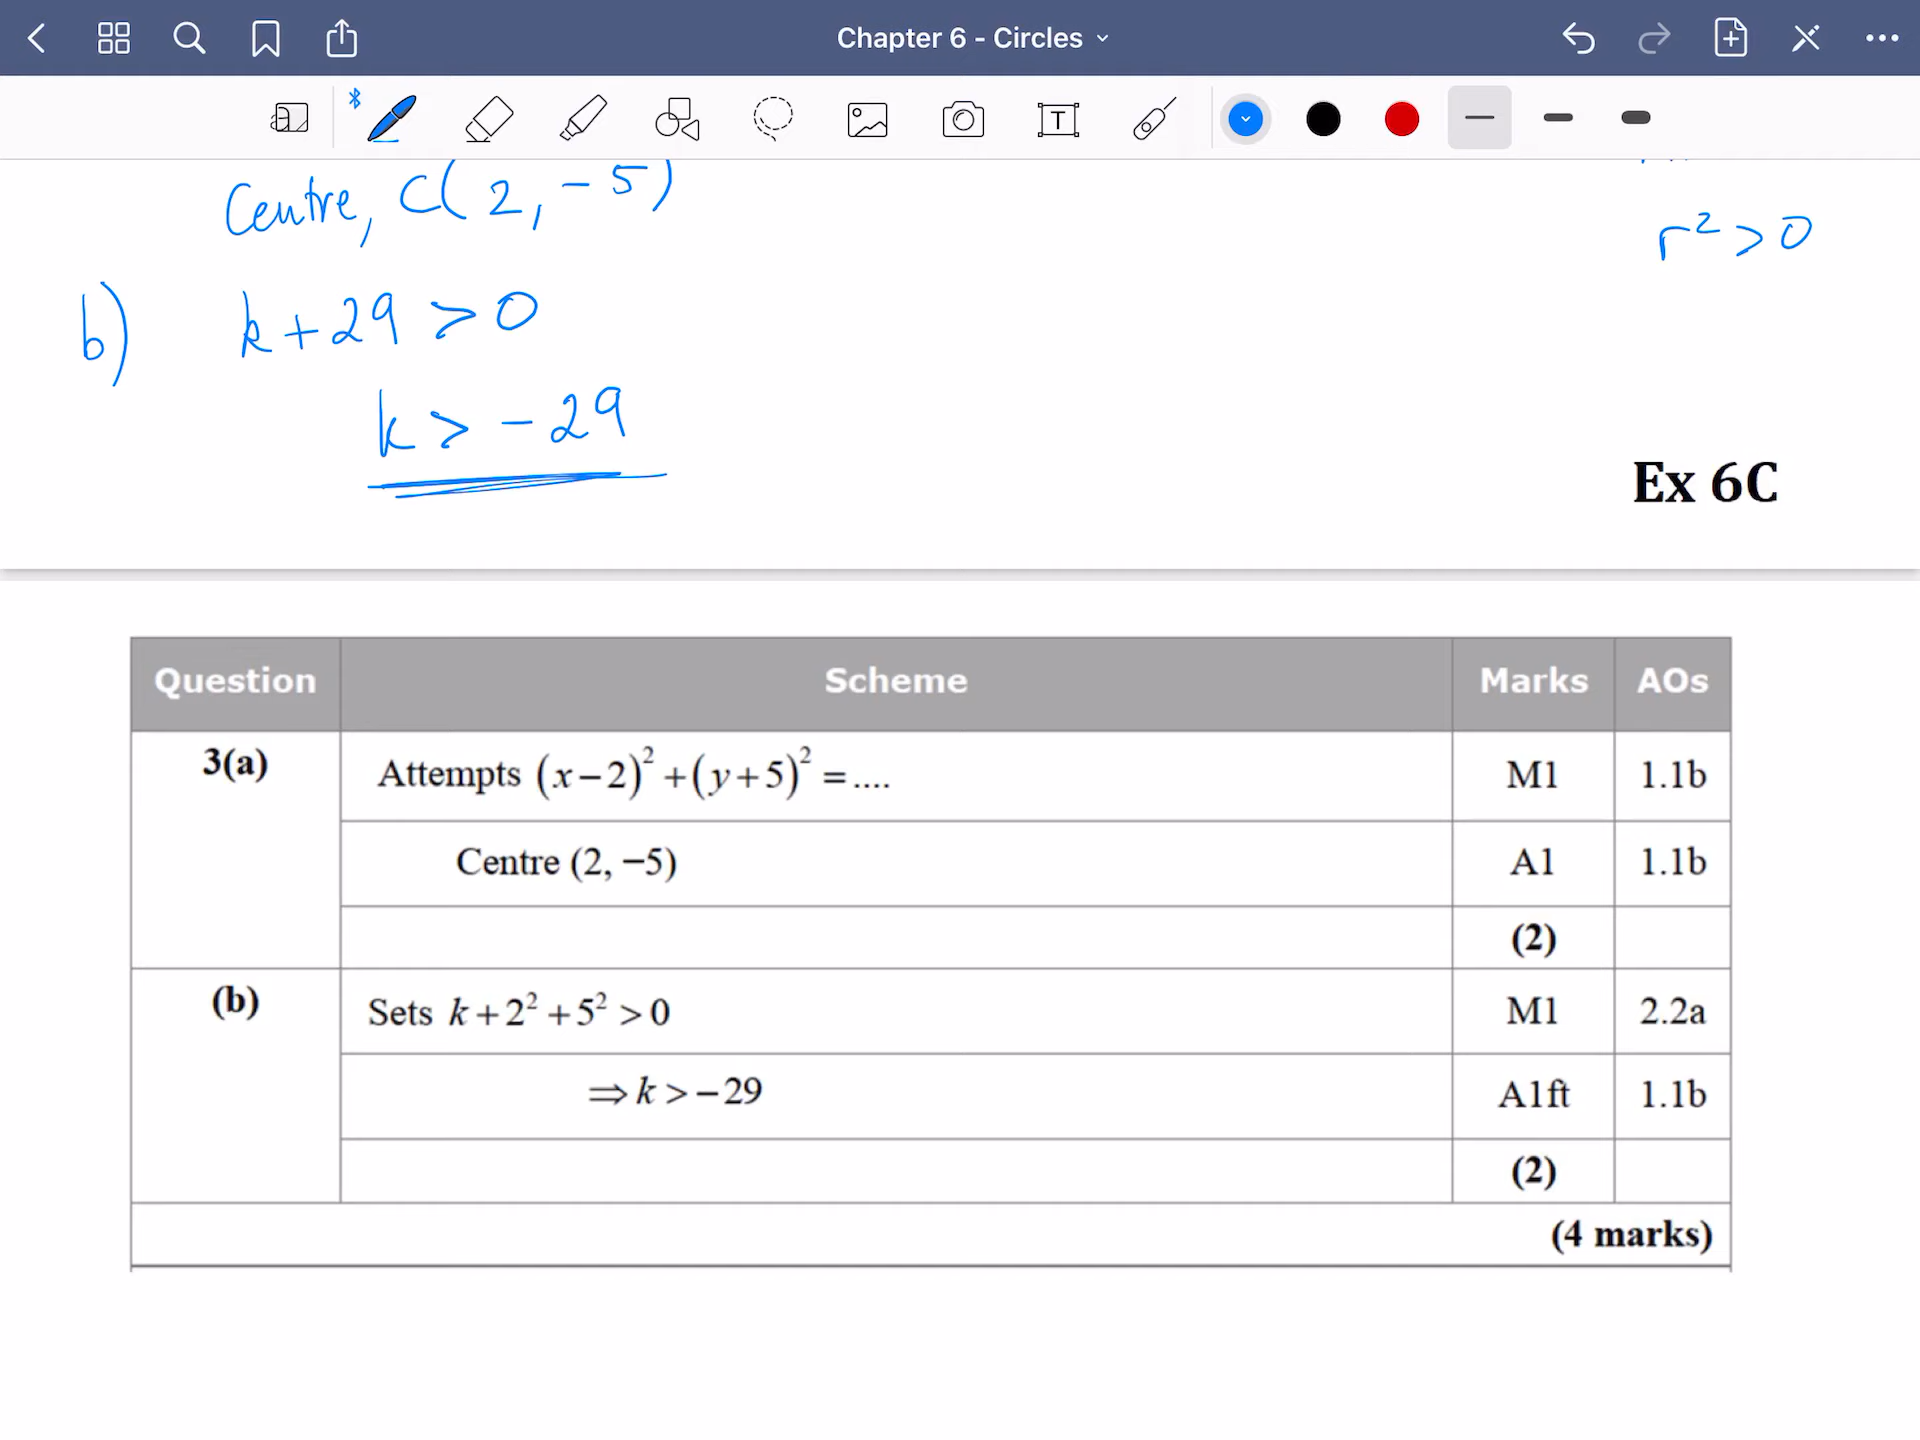 Chapter 6 - Circles
Centre, C(2, -5)
r² > 0
b) k + 29 > 0
k > -29
Ex 6C
Question Scheme Marks AOs
3(a) Attempts (x−2)² +(y+5)² =.... M1 1.1b
Centre (2, −5) A1 1.1b
(2)
(b) Sets k+2² +5² >0 M1 2.2a
⇒ k > −29 A1ft 1.1b
(2)
(4 marks)